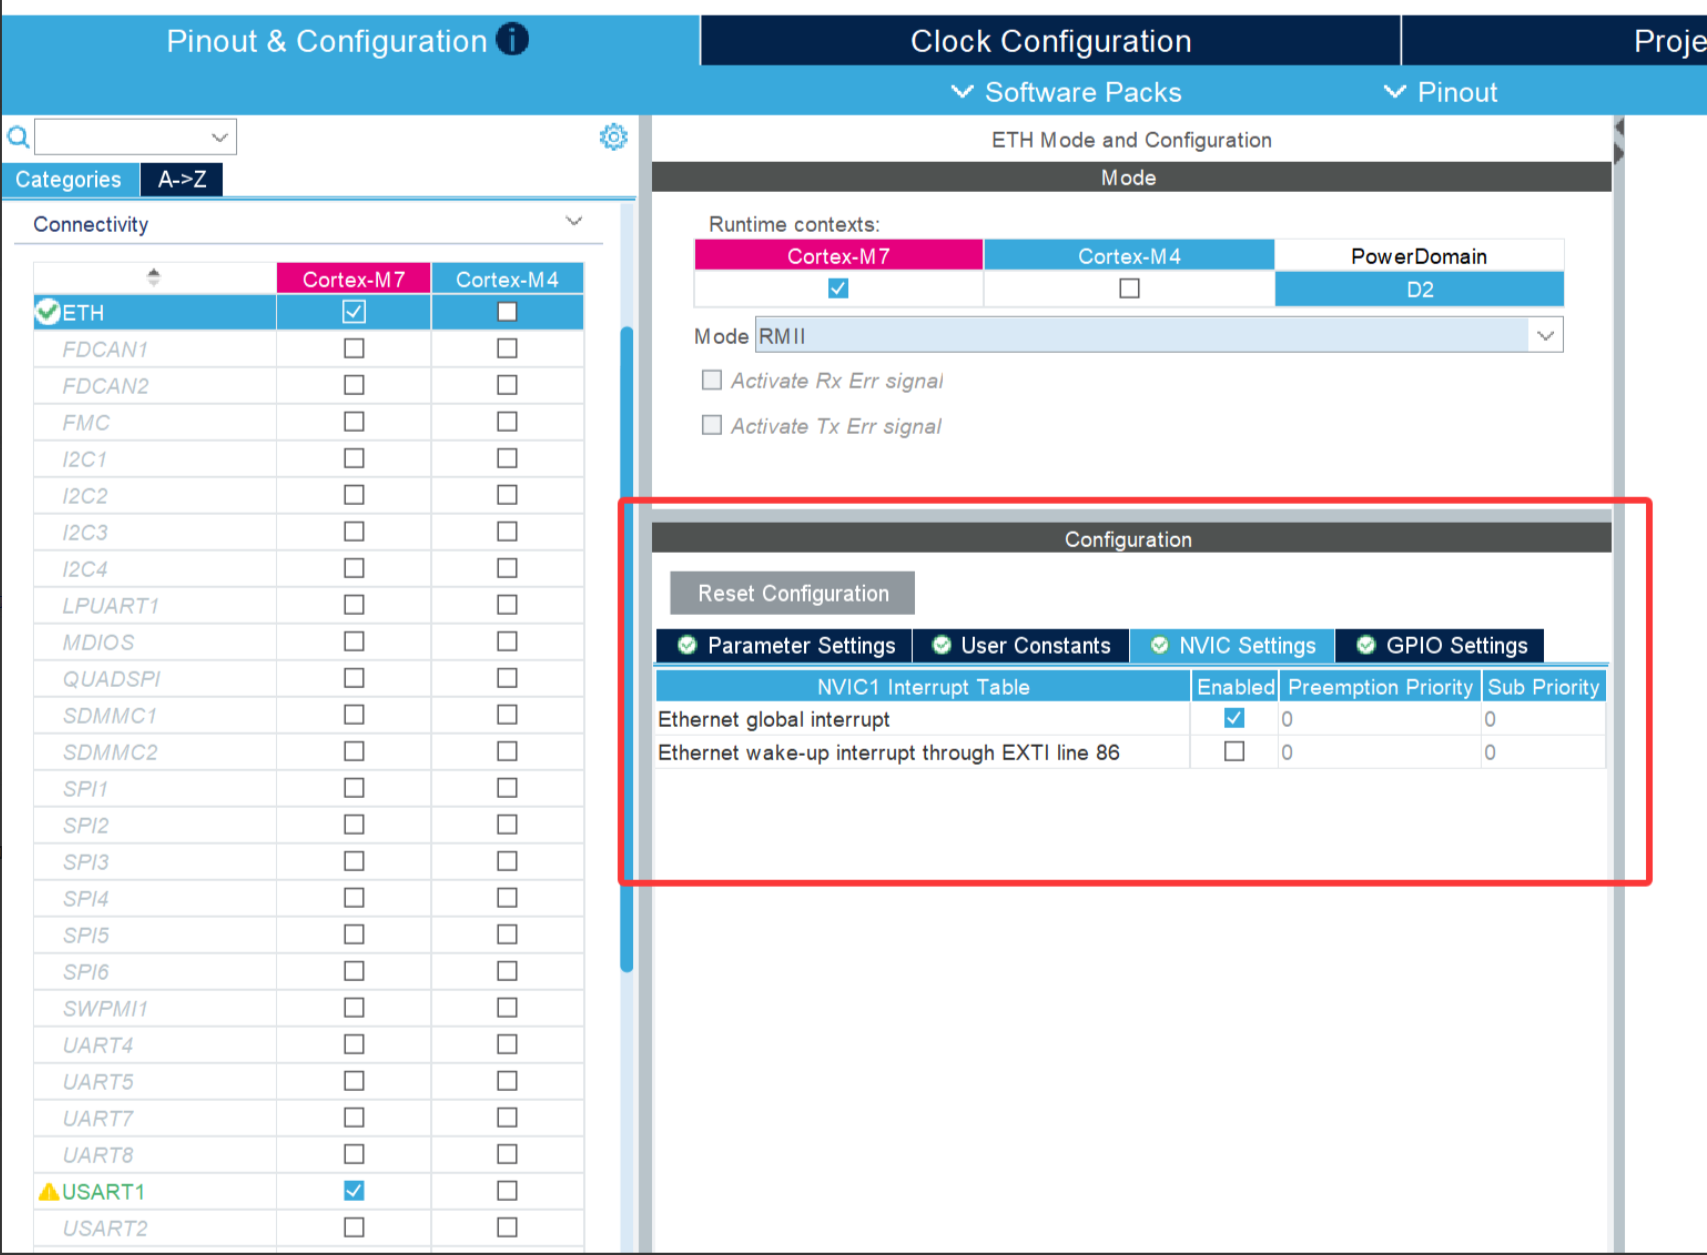 Pinout & Configuration
Clock Configuration
Proje
Software Packs
Pinout
Categories
A->Z
Connectivity
Cortex-M7
Cortex-M4
ETH
FDCAN1
FDCAN2
FMC
I2C1
I2C2
I2C3
I2C4
LPUART1
MDIOS
QUADSPI
SDMMC1
SDMMC2
SPI1
SPI2
SPI3
SPI4
SPI5
SPI6
SWPMI1
UART4
UART5
UART7
UART8
USART1
USART2
ETH Mode and Configuration
Mode
Runtime contexts:
Cortex-M7 Cortex-M4 PowerDomain
D2
Mode RMII
Activate Rx Err signal
Activate Tx Err signal
Configuration
Reset Configuration
Parameter Settings User Constants NVIC Settings GPIO Settings
NVIC1 Interrupt Table Enabled Preemption Priority Sub Priority
Ethernet global interrupt 0 0
Ethernet wake-up interrupt through EXTI line 86 0 0